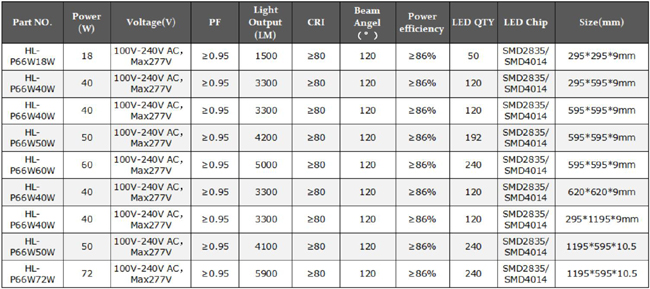 Part NO. Power (W) Voltage(V) PF Light Output (LM) CRI Beam Angel (°) Power efficiency LED QTY LED Chip Size(mm)
HL-P66W18W 18 100V-240V AC, Max277V ≥0.95 1500 ≥80 120 ≥86% 50 SMD2835/SMD4014 295*295*9mm
HL-P66W40W 40 100V-240V AC, Max277V ≥0.95 3300 ≥80 120 ≥86% 120 SMD2835/SMD4014 295*595*9mm
HL-P66W40W 40 100V-240V AC, Max277V ≥0.95 3300 ≥80 120 ≥86% 120 SMD2835/SMD4014 595*595*9mm
HL-P66W50W 50 100V-240V AC, Max277V ≥0.95 4200 ≥80 120 ≥86% 192 SMD2835/SMD4014 595*595*9mm
HL-P66W60W 60 100V-240V AC, Max277V ≥0.95 5000 ≥80 120 ≥86% 240 SMD2835/SMD4014 595*595*9mm
HL-P66W40W 40 100V-240V AC, Max277V ≥0.95 3300 ≥80 120 ≥86% 120 SMD2835/SMD4014 620*620*9mm
HL-P66W40W 40 100V-240V AC, Max277V ≥0.95 3300 ≥80 120 ≥86% 120 SMD2835/SMD4014 295*1195*9mm
HL-P66W50W 50 100V-240V AC, Max277V ≥0.95 4100 ≥80 120 ≥86% 240 SMD2835/SMD4014 1195*595*10.5
HL-P66W72W 72 100V-240V AC, Max277V ≥0.95 5900 ≥80 120 ≥86% 240 SMD2835/SMD4014 1195*595*10.5